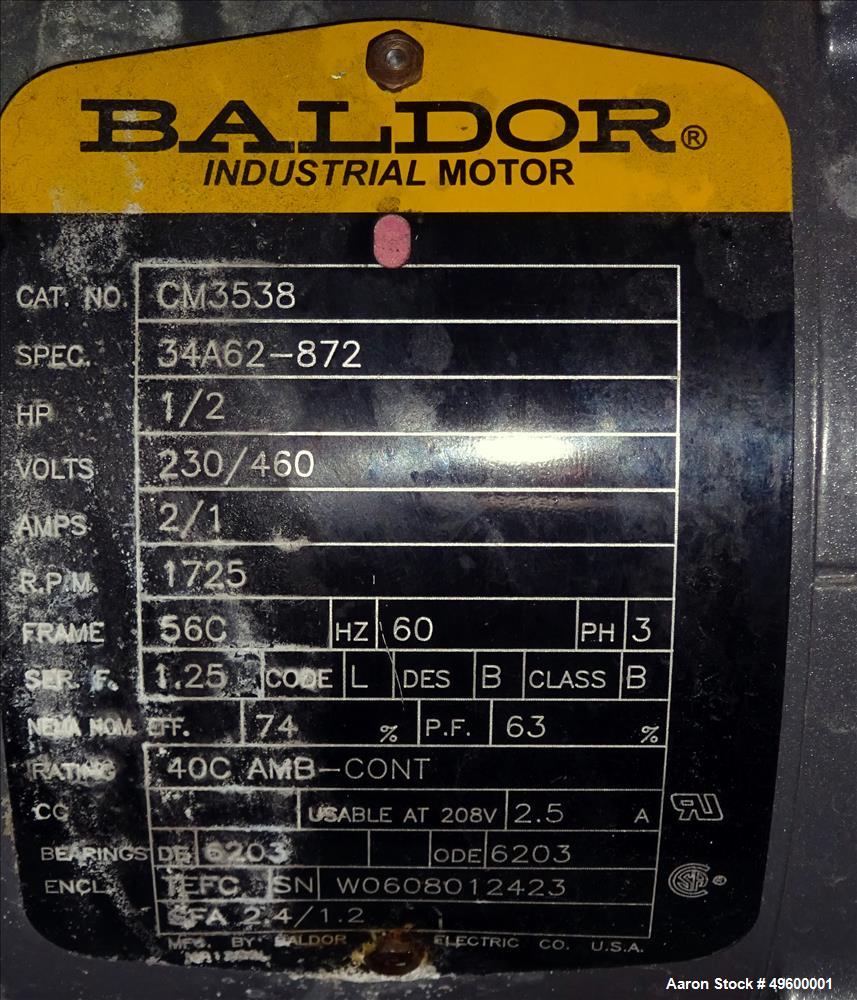 BALDOR®
INDUSTRIAL MOTOR
CAT. NO. CM3538
SPEC. 34A62-872
HP 1/2
VOLTS 230/460
AMPS 2/1
R.P.M. 1725
FRAME 56C HZ 60 PH 3
SER. F. 1.25 CODE L DES B CLASS B
NEMA NOM. EFF. 74 % P.F. 63 %
RATING 40C AMB-CONT
CC USABLE AT 208V 2.5 A
BEARINGS DE 6203 ODE 6203
ENCL. TEFC SN W0608012423
SFA 2.4/1.2
MFG. BY BALDOR ELECTRIC CO. U.S.A.
Aaron Stock # 49600001